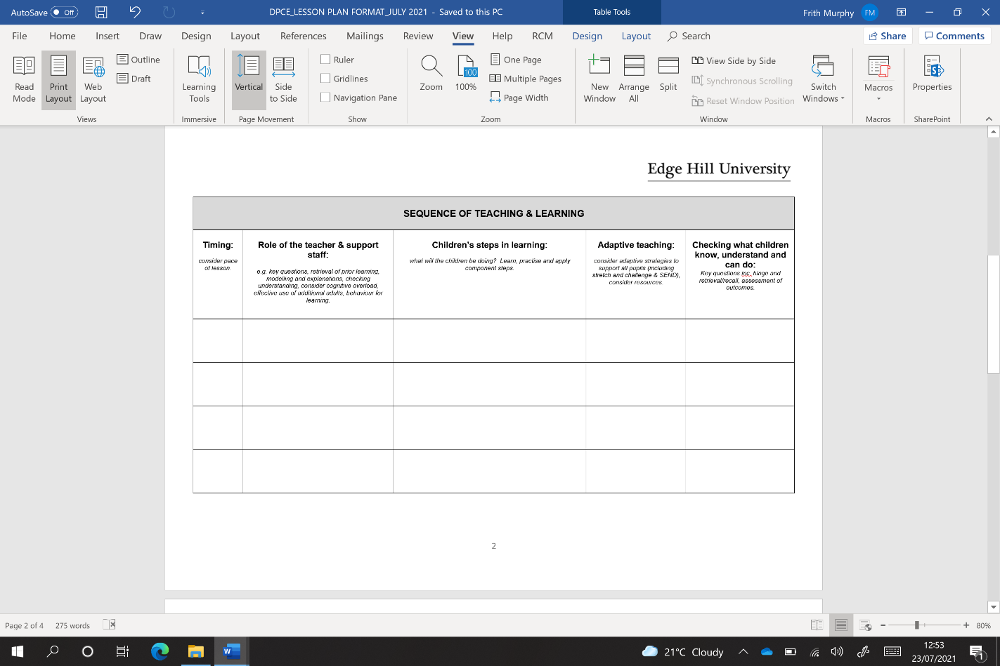 AutoSave Off
DPCE_LESSON PLAN FORMAT_JULY 2021 - Saved to this PC
Table Tools
Frith Murphy FM
File Home Insert Draw Design Layout References Mailings Review View Help RCM Design Layout Search
Share Comments
Read Mode
Print Layout
Web Layout
Outline
Draft
Views
Learning Tools
Immersive
Vertical
Side to Side
Page Movement
Ruler
Gridlines
Navigation Pane
Show
Zoom
100
100%
One Page
Multiple Pages
Page Width
Zoom
New Window
Arrange All
Split
View Side by Side
Synchronous Scrolling
Reset Window Position
Switch Windows
Window
Macros
Macros
Properties
SharePoint
Edge Hill University
SEQUENCE OF TEACHING & LEARNING
Timing:
consider pace
of lesson.
Role of the teacher & support
staff:
e.g. key questions, retrieval of prior learning,
modelling and explanations, checking
understanding, consider cognitive overload,
effective use of additional adults, behaviour for
learning.
Children's steps in learning:
what will the children be doing? Learn, practise and apply
component steps.
Adaptive teaching:
consider adaptive strategies to
support all pupils (including
stretch and challenge & SEND),
consider resources.
Checking what children
know, understand and
can do:
Key questions inc. hinge and
retrieval/recall, assessment of
outcomes.
2
Page 2 of 4 275 words
80%
W
21°C Cloudy
12:53
23/07/2021
1